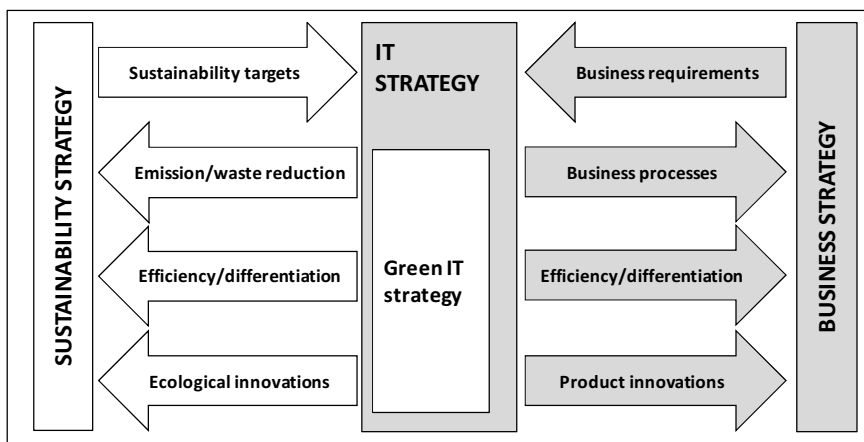 SUSTAINABILITY STRATEGY
Sustainability targets
Emission/waste reduction
Efficiency/differentiation
Ecological innovations
IT
STRATEGY
Green IT
strategy
Business requirements
Business processes
Efficiency/differentiation
Product innovations
BUSINESS STRATEGY